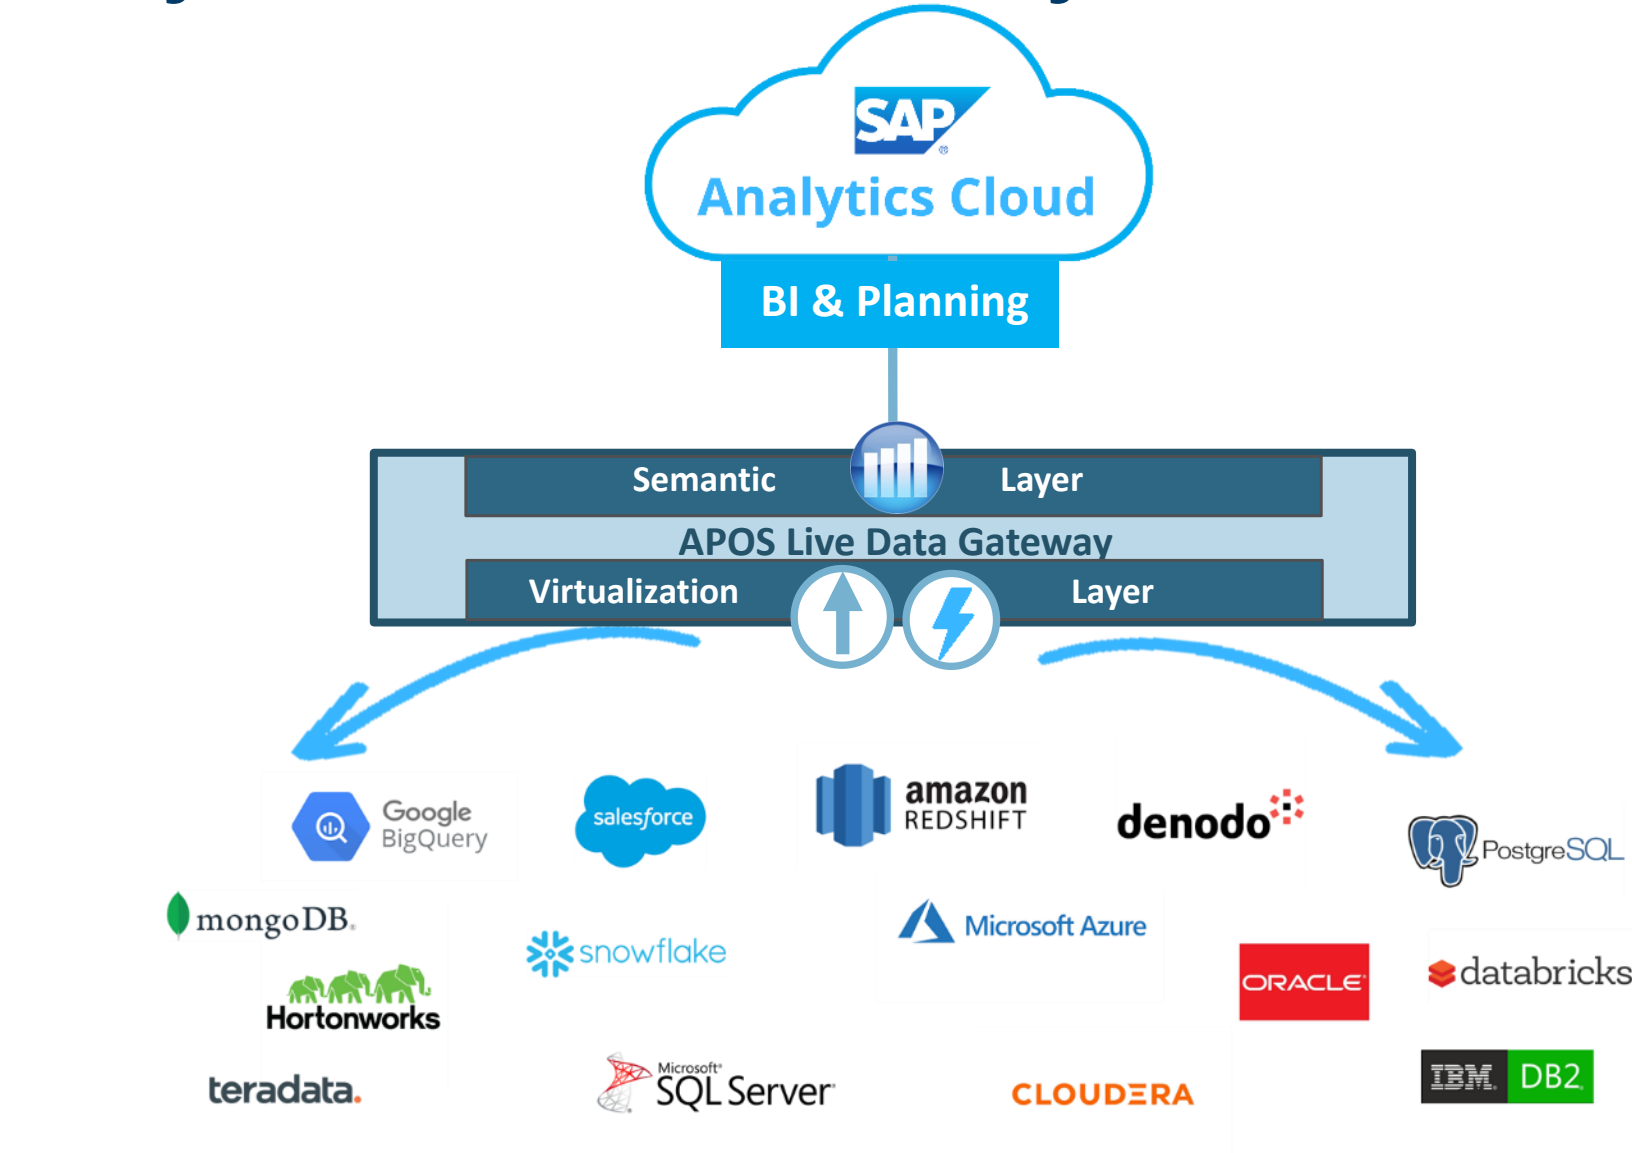 SAP
®
Analytics Cloud
BI & Planning
Semantic Layer
APOS Live Data Gateway
Virtualization Layer
Google
BigQuery
salesforce
amazon
REDSHIFT
denodo
PostgreSQL
mongoDB.
snowflake
Microsoft Azure
ORACLE
databricks
Hortonworks
teradata.
Microsoft®
SQL Server
CLOUDERA
IBM. DB2